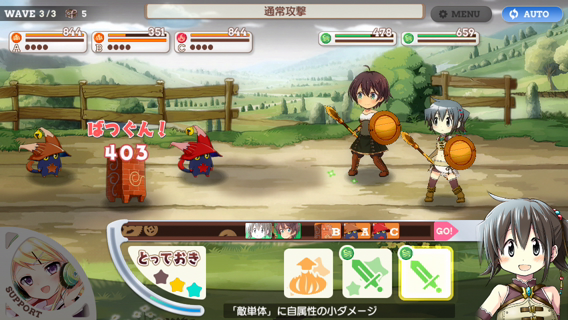 WAVE 3/3 5
通常攻撃
MENU
AUTO
844 351 844
A B C
478 659
ばつぐん!
403
B A C GO!
とっておき
SUPPORT
「敵単体」に自属性の小ダメージ